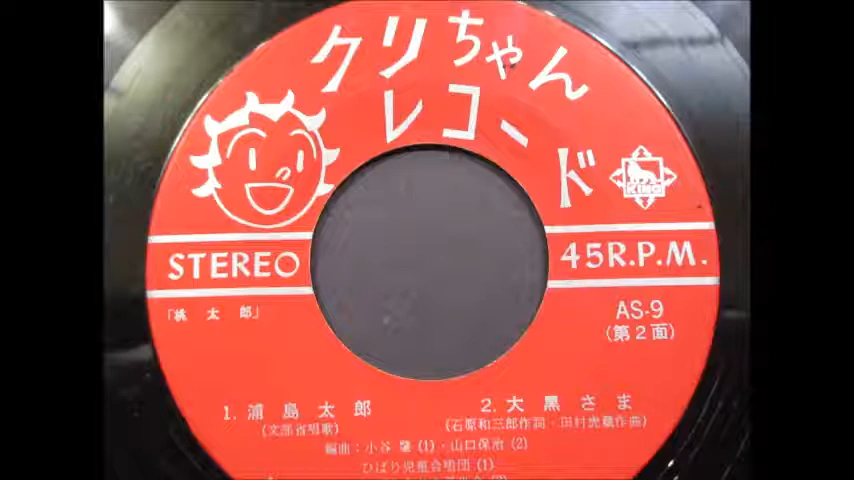 クリちゃん
レコード
KING
STEREO
45R.P.M.
「桃太郎」
AS-9
(第2面)
1. 浦島太郎
(文部省唱歌)
2. 大黒さま
(石原和三郎作詞・田村虎蔵作曲)
編曲:小谷 肇 (1)・山口保治 (2)
ひばり児童合唱団 (1)